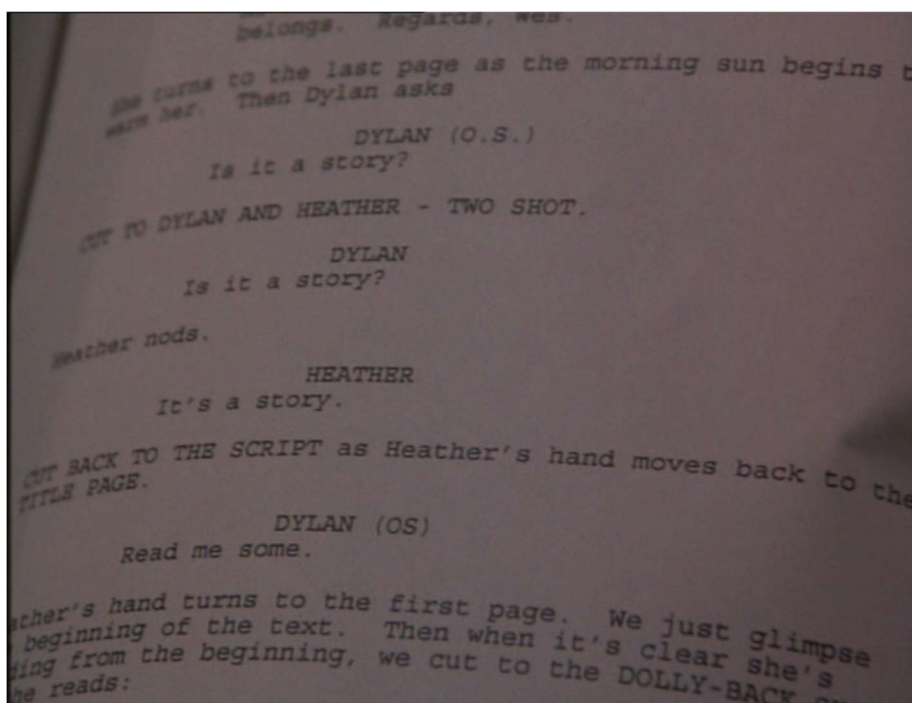 belongs. Regards, Wes.
She turns to the last page as the morning sun begins t
warm her. Then Dylan asks
DYLAN (O.S.)
Is it a story?
CUT TO DYLAN AND HEATHER - TWO SHOT.
DYLAN
Is it a story?
Heather nods.
HEATHER
It's a story.
CUT BACK TO THE SCRIPT as Heather's hand moves back to the
TITLE PAGE.
DYLAN (OS)
Read me some.
ather's hand turns to the first page. We just glimpse
beginning of the text. Then when it's clear she's
ding from the beginning, we cut to the DOLLY-BACK
he reads: